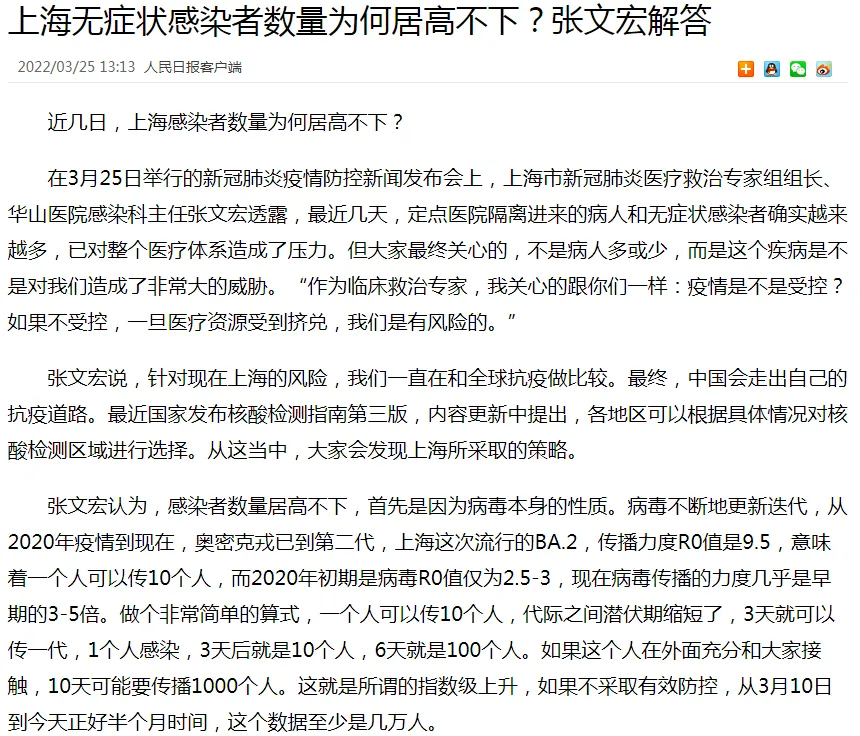 上海无症状感染者数量为何居高不下？张文宏解答
2022/03/25 13:13 人民日报客户端
近几日，上海感染者数量为何居高不下？
在3月25日举行的新冠肺炎疫情防控新闻发布会上，上海市新冠肺炎医疗救治专家组组长、
华山医院感染科主任张文宏透露，最近几天，定点医院隔离进来的病人和无症状感染者确实越来
越多，已对整个医疗体系造成了压力。但大家最终关心的，不是病人多或少，而是这个疾病是不
是对我们造成了非常大的威胁。“作为临床救治专家，我关心的跟你们一样：疫情是不是受控？
如果不受控，一旦医疗资源受到挤兑，我们是有风险的。”
张文宏说，针对现在上海的风险，我们一直在和全球抗疫做比较。最终，中国会走出自己的
抗疫道路。最近国家发布核酸检测指南第三版，内容更新中提出，各地区可以根据具体情况对核
酸检测区域进行选择。从这当中，大家会发现上海所采取的策略。
张文宏认为，感染者数量居高不下，首先是因为病毒本身的性质。病毒不断地更新迭代，从
2020年疫情到现在，奥密克戎已到第二代，上海这次流行的BA.2，传播力度R0值是9.5，意味
着一个人可以传10个人，而2020年初期是病毒R0值仅为2.5-3，现在病毒传播的力度几乎是早
期的3-5倍。做个非常简单的算式，一个人可以传10个人，代际之间潜伏期缩短了，3天就可以
传一代，1个人感染，3天后就是10个人，6天就是100个人。如果这个人在外面充分和大家接
触，10天可能要传播1000个人。这就是所谓的指数级上升，如果不采取有效防控，从3月10日
到今天正好半个月时间，这个数据至少是几万人。